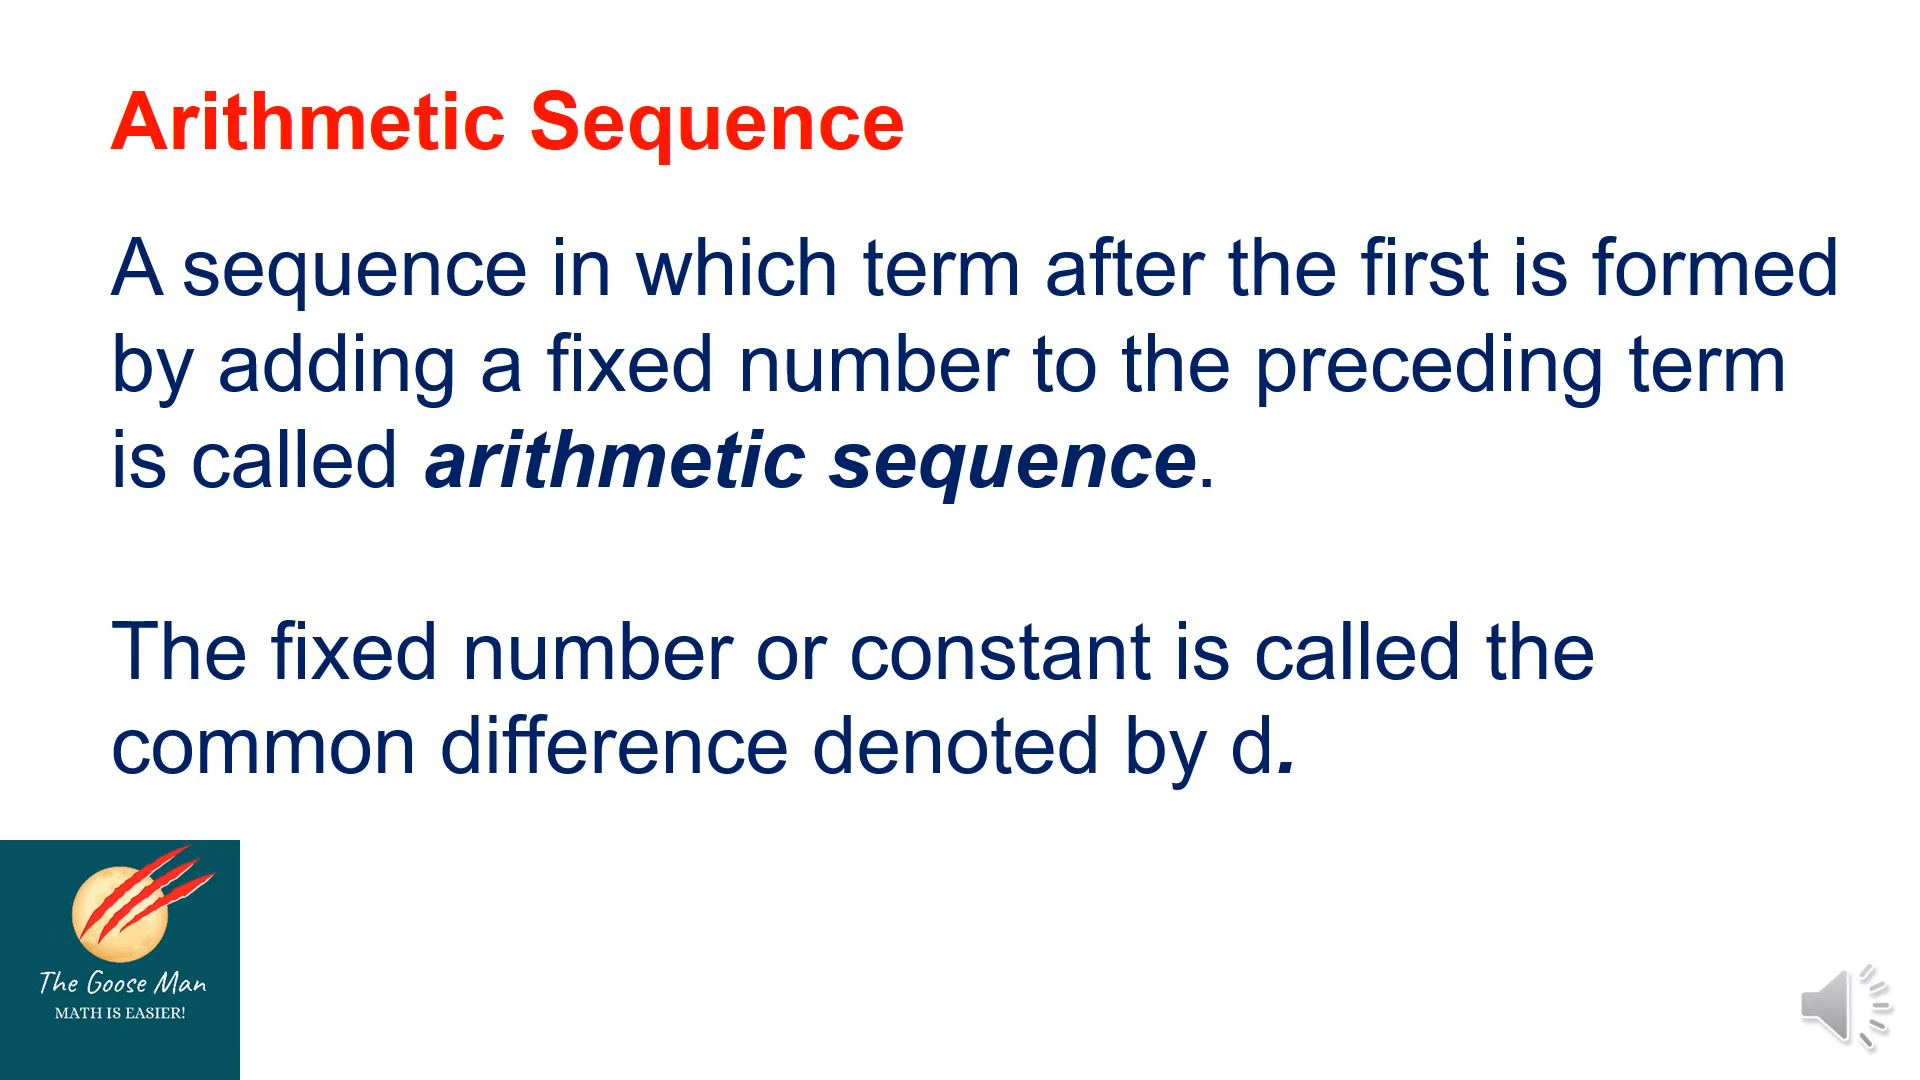 Arithmetic Sequence
A sequence in which term after the first is formed
by adding a fixed number to the preceding term
is called arithmetic sequence.
The fixed number or constant is called the
common difference denoted by d.
The Goose Man
MATH IS EASIER!